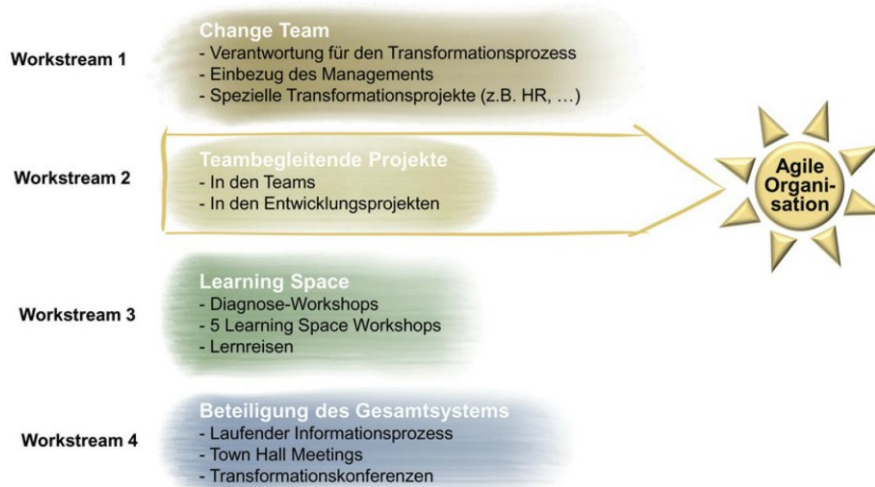 Workstream 1
Change Team
- Verantwortung für den Transformationsprozess
- Einbezug des Managements
- Spezielle Transformationsprojekte (z.B. HR, …)
Workstream 2
Teambegleitende Projekte
- In den Teams
- In den Entwicklungsprojekten
Agile
Organi-
sation
Workstream 3
Learning Space
- Diagnose-Workshops
- 5 Learning Space Workshops
- Lernreisen
Workstream 4
Beteiligung des Gesamtsystems
- Laufender Informationsprozess
- Town Hall Meetings
- Transformationskonferenzen